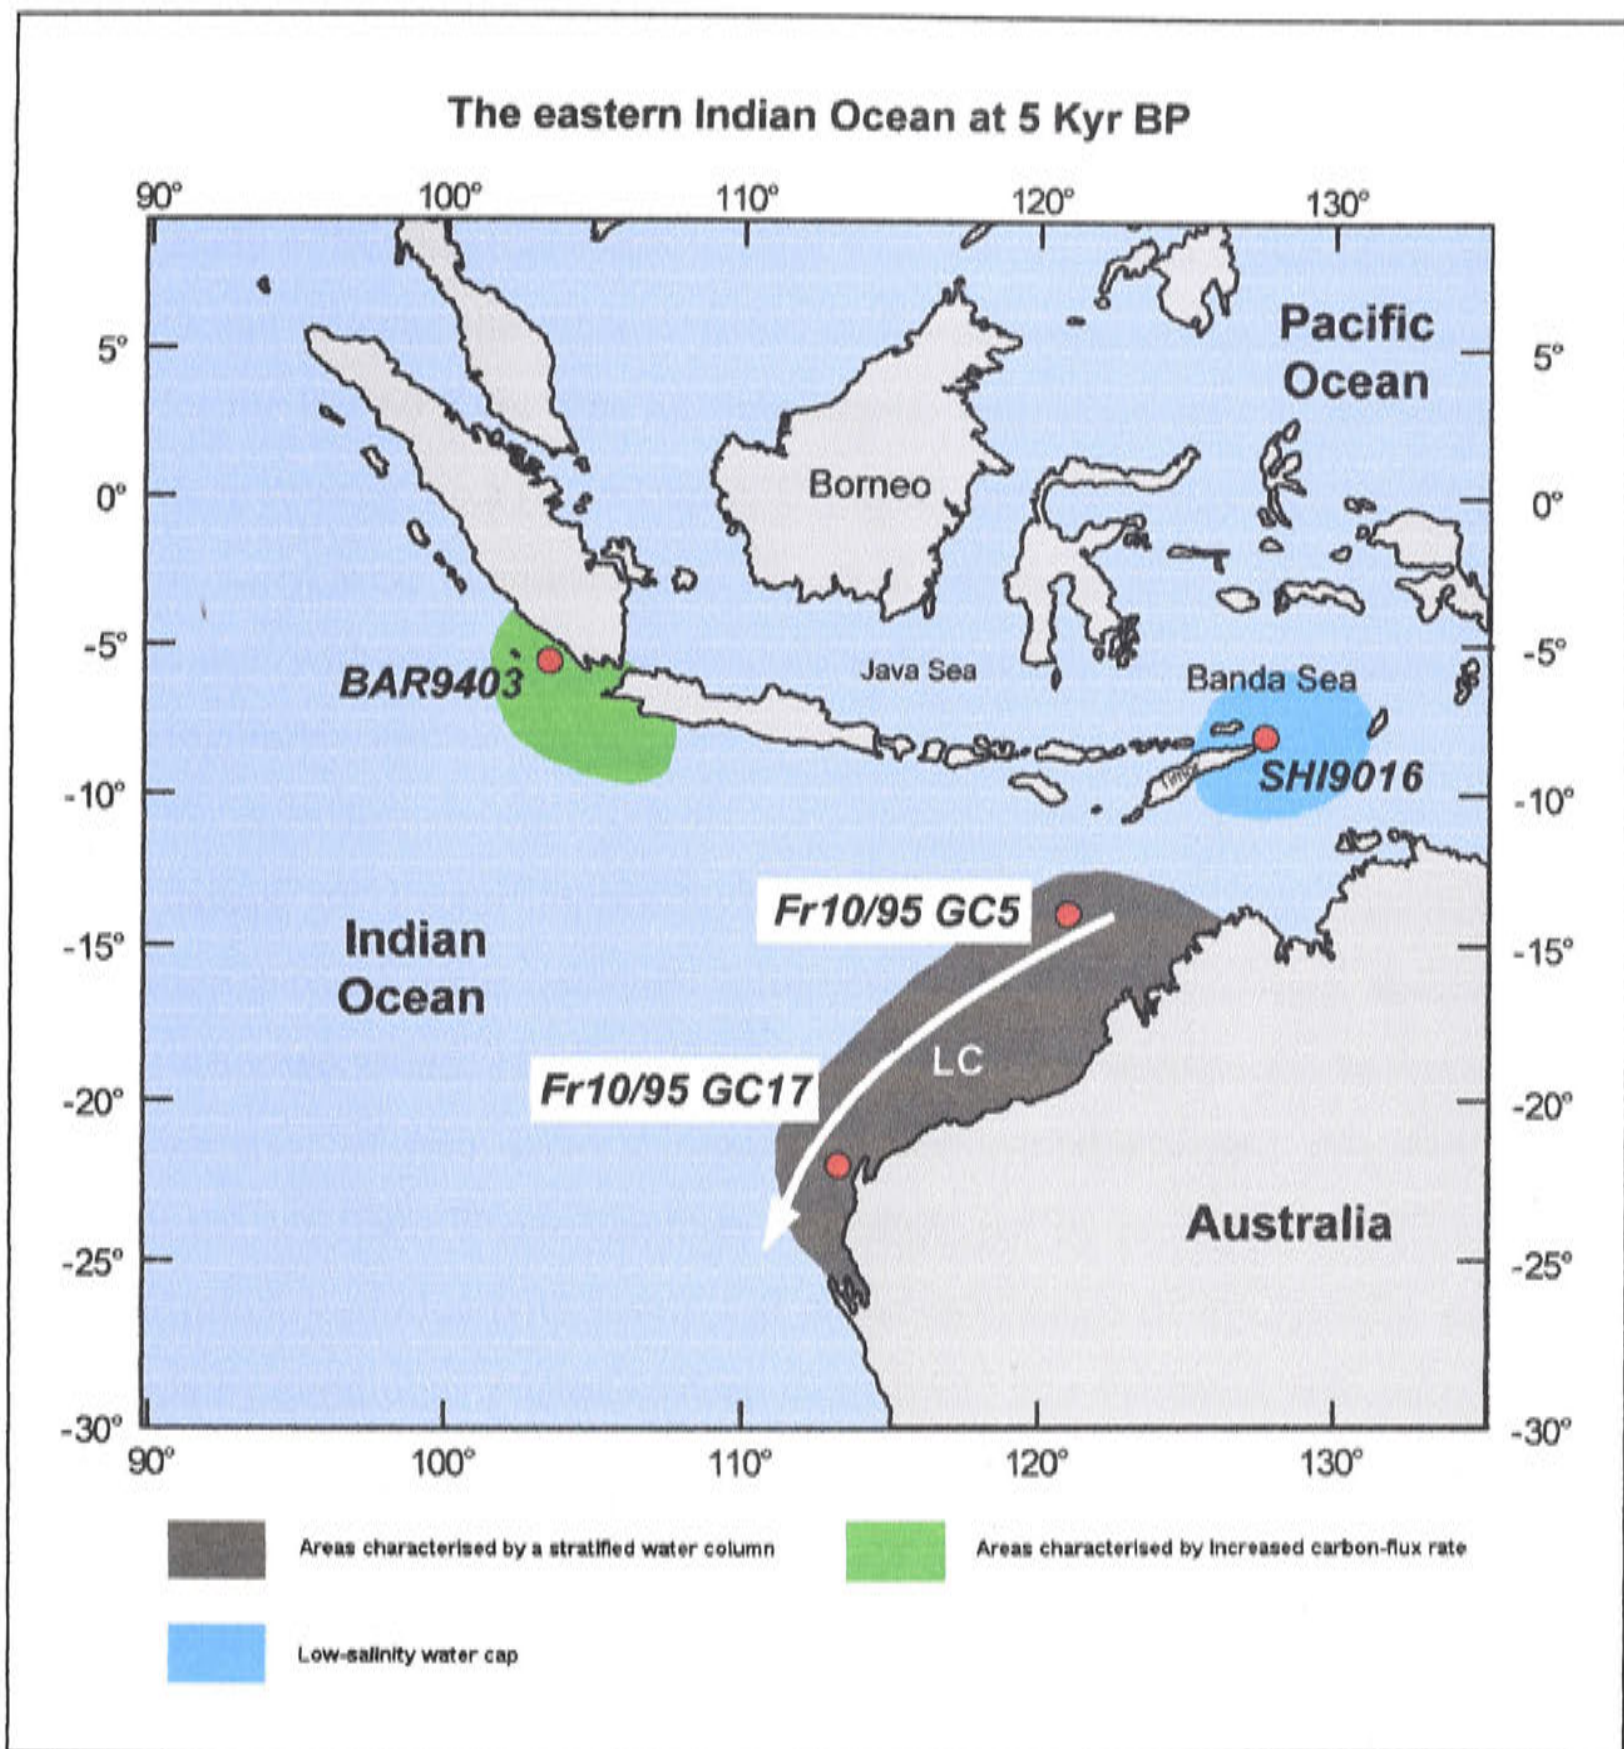 The eastern Indian Ocean at 5 Kyr BP
90° 100° 110° 120° 130°
Pacific
Ocean
5° 5°
Borneo
0° 0°
-5° -5°
Java Sea
Banda Sea
BAR9403
SHI9016
Timor
-10° -10°
Fr10/95 GC5
Indian
Ocean
-15° -15°
LC
Fr10/95 GC17
-20° -20°
Australia
-25° -25°
-30° -30°
90° 100° 110° 120° 130°
Areas characterised by a stratified water column
Areas characterised by increased carbon-flux rate
Low-salinity water cap